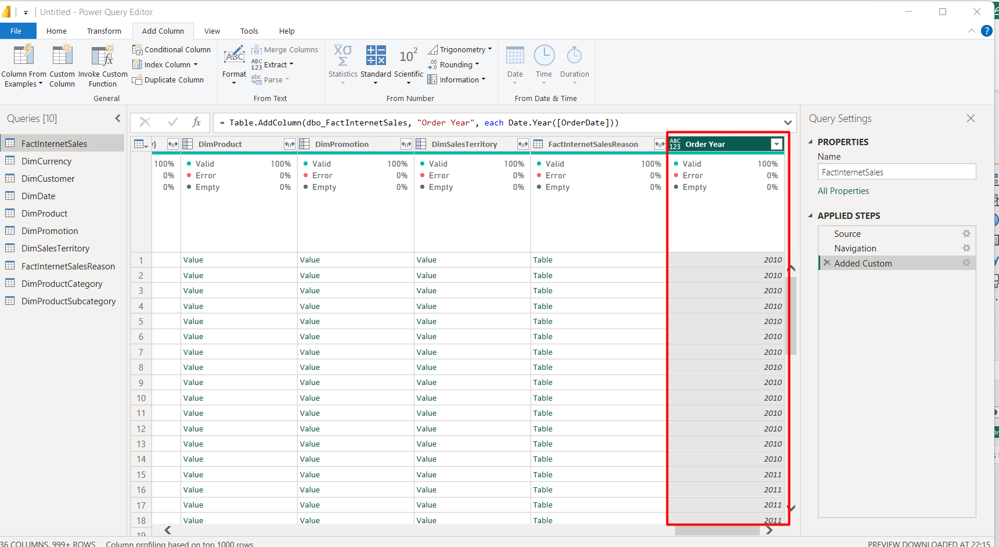 Untitled - Power Query Editor
File Home Transform Add Column View Tools Help
Column From Examples
Custom Column
Invoke Custom Function
Conditional Column
Index Column
Duplicate Column
General
ABC
Format
Merge Columns
ABC 123 Extract
abc Parse
From Text
ΧΟ Σ
Statistics
Standard
10²
Scientific
Trigonometry
.00 Rounding
Information
From Number
Date
Time
Duration
From Date & Time
Queries [10]
FactInternetSales
DimCurrency
DimCustomer
DimDate
DimProduct
DimPromotion
DimSalesTerritory
FactInternetSalesReason
DimProductCategory
DimProductSubcategory
fx
= Table.AddColumn(dbo_FactInternetSales, "Order Year", each Date.Year([OrderDate]))
y) DimProduct DimPromotion DimSalesTerritory FactInternetSalesReason ABC 123 Order Year
100% Valid 100% Valid 100% Valid 100% Valid 100% Valid 100%
0% Error 0% Error 0% Error 0% Error 0% Error 0%
0% Empty 0% Empty 0% Empty 0% Empty 0% Empty 0%
1 Value Value Value Table 2010
2 Value Value Value Table 2010
3 Value Value Value Table 2010
4 Value Value Value Table 2010
5 Value Value Value Table 2010
6 Value Value Value Table 2010
7 Value Value Value Table 2010
8 Value Value Value Table 2010
9 Value Value Value Table 2010
10 Value Value Value Table 2010
11 Value Value Value Table 2010
12 Value Value Value Table 2010
13 Value Value Value Table 2010
14 Value Value Value Table 2010
15 Value Value Value Table 2011
16 Value Value Value Table 2011
17 Value Value Value Table 2011
18 Value Value Value Table 2011
19
Query Settings
PROPERTIES
Name
FactInternetSales
All Properties
APPLIED STEPS
Source
Navigation
Added Custom
36 COLUMNS, 999+ ROWS Column profiling based on top 1000 rows
PREVIEW DOWNLOADED AT 22:15